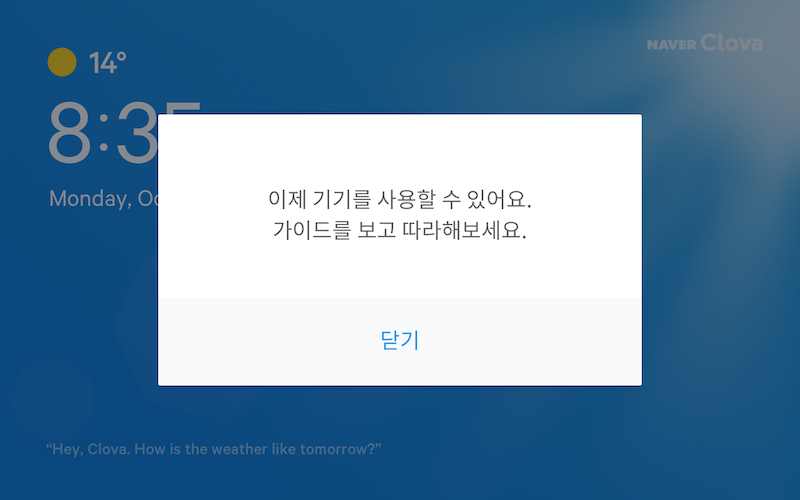 14°
NAVER Clova
8:3
Monday, Oc
이제 기기를 사용할 수 있어요.
가이드를 보고 따라해보세요.
닫기
“Hey, Clova. How is the weather like tomorrow?”